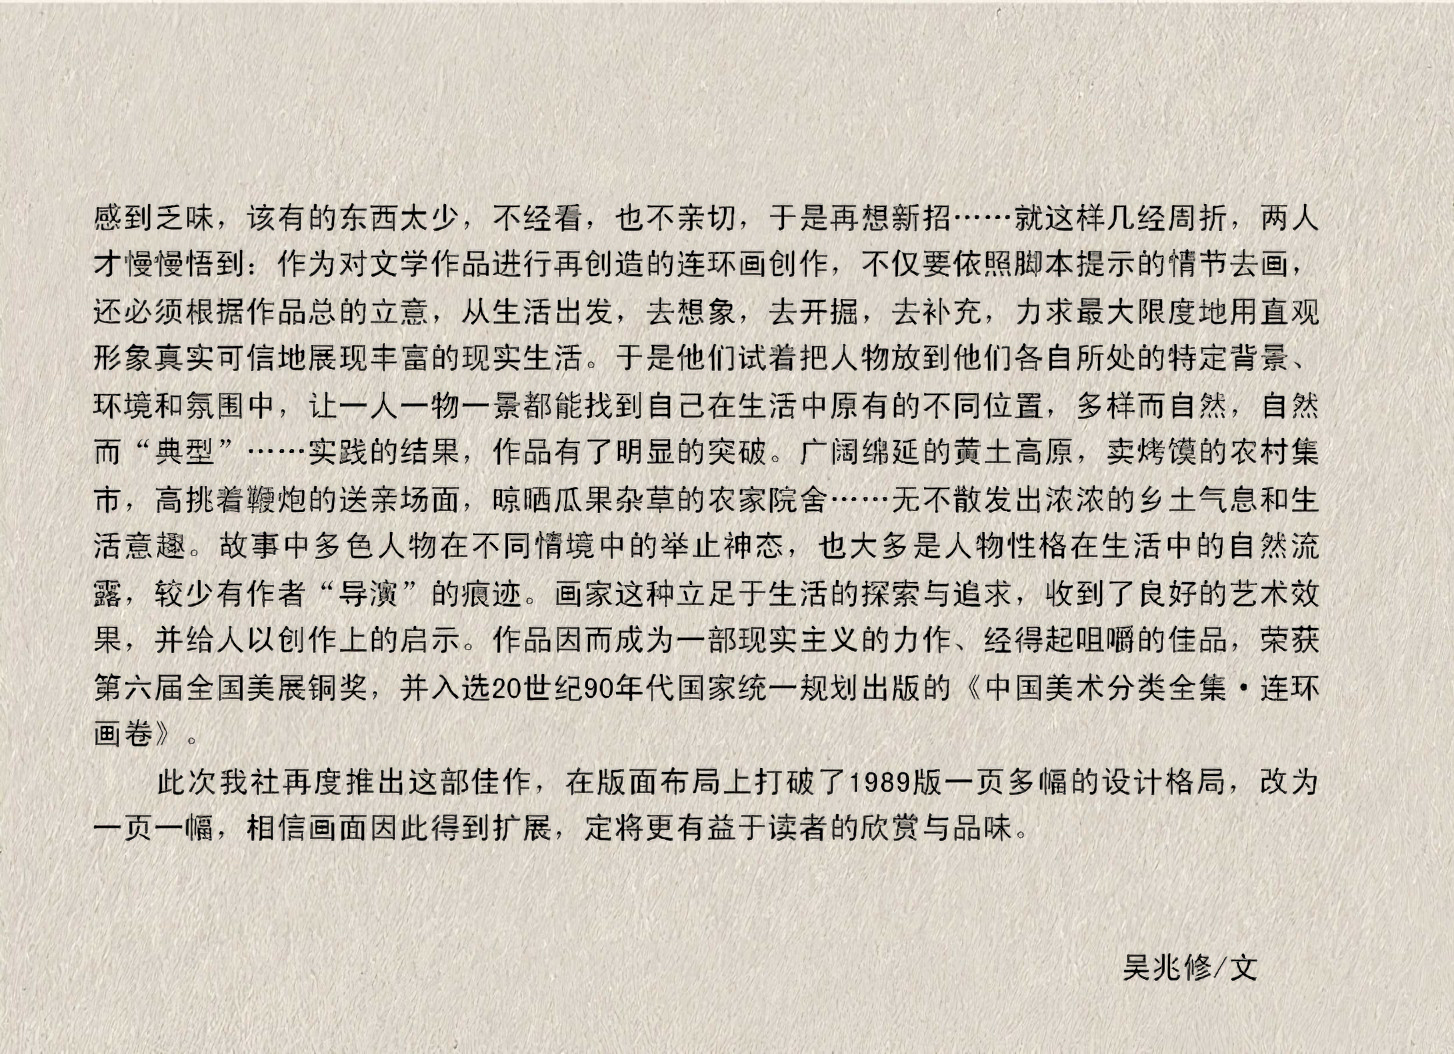 感到乏味，该有的东西太少，不经看，也不亲切，于是再想新招……就这样几经周折，两人
才慢慢悟到：作为对文学作品进行再创造的连环画创作，不仅要依照脚本提示的情节去画，
还必须根据作品总的立意，从生活出发，去想象，去开掘，去补充，力求最大限度地用直观
形象真实可信地展现丰富的现实生活。于是他们试着把人物放到他们各自所处的特定背景、
环境和氛围中，让一人一物一景都能找到自己在生活中原有的不同位置，多样而自然，自然
而“典型”……实践的结果，作品有了明显的突破。广阔绵延的黄土高原，卖烤馍的农村集
市，高挑着鞭炮的送亲场面，晾晒瓜果杂草的农家院舍……无不散发出浓浓的乡土气息和生
活意趣。故事中多色人物在不同情境中的举止神态，也大多是人物性格在生活中的自然流
露，较少有作者“导演”的痕迹。画家这种立足于生活的探索与追求，收到了良好的艺术效
果，并给人以创作上的启示。作品因而成为一部现实主义的力作、经得起咀嚼的佳品，荣获
第六届全国美展铜奖，并入选20世纪90年代国家统一规划出版的《中国美术分类全集·连环
画卷》。
此次我社再度推出这部佳作，在版面布局上打破了1989版一页多幅的设计格局，改为
一页一幅，相信画面因此得到扩展，定将更有益于读者的欣赏与品味。
吴兆修/文